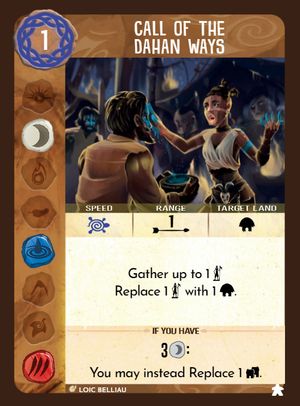 1
CALL OF THE
DAHAN WAYS
SPEED RANGE TARGET LAND
1
Gather up to 1
Replace 1 with 1.
IF YOU HAVE
3 :
You may instead Replace 1.
LOIC BELLIAU